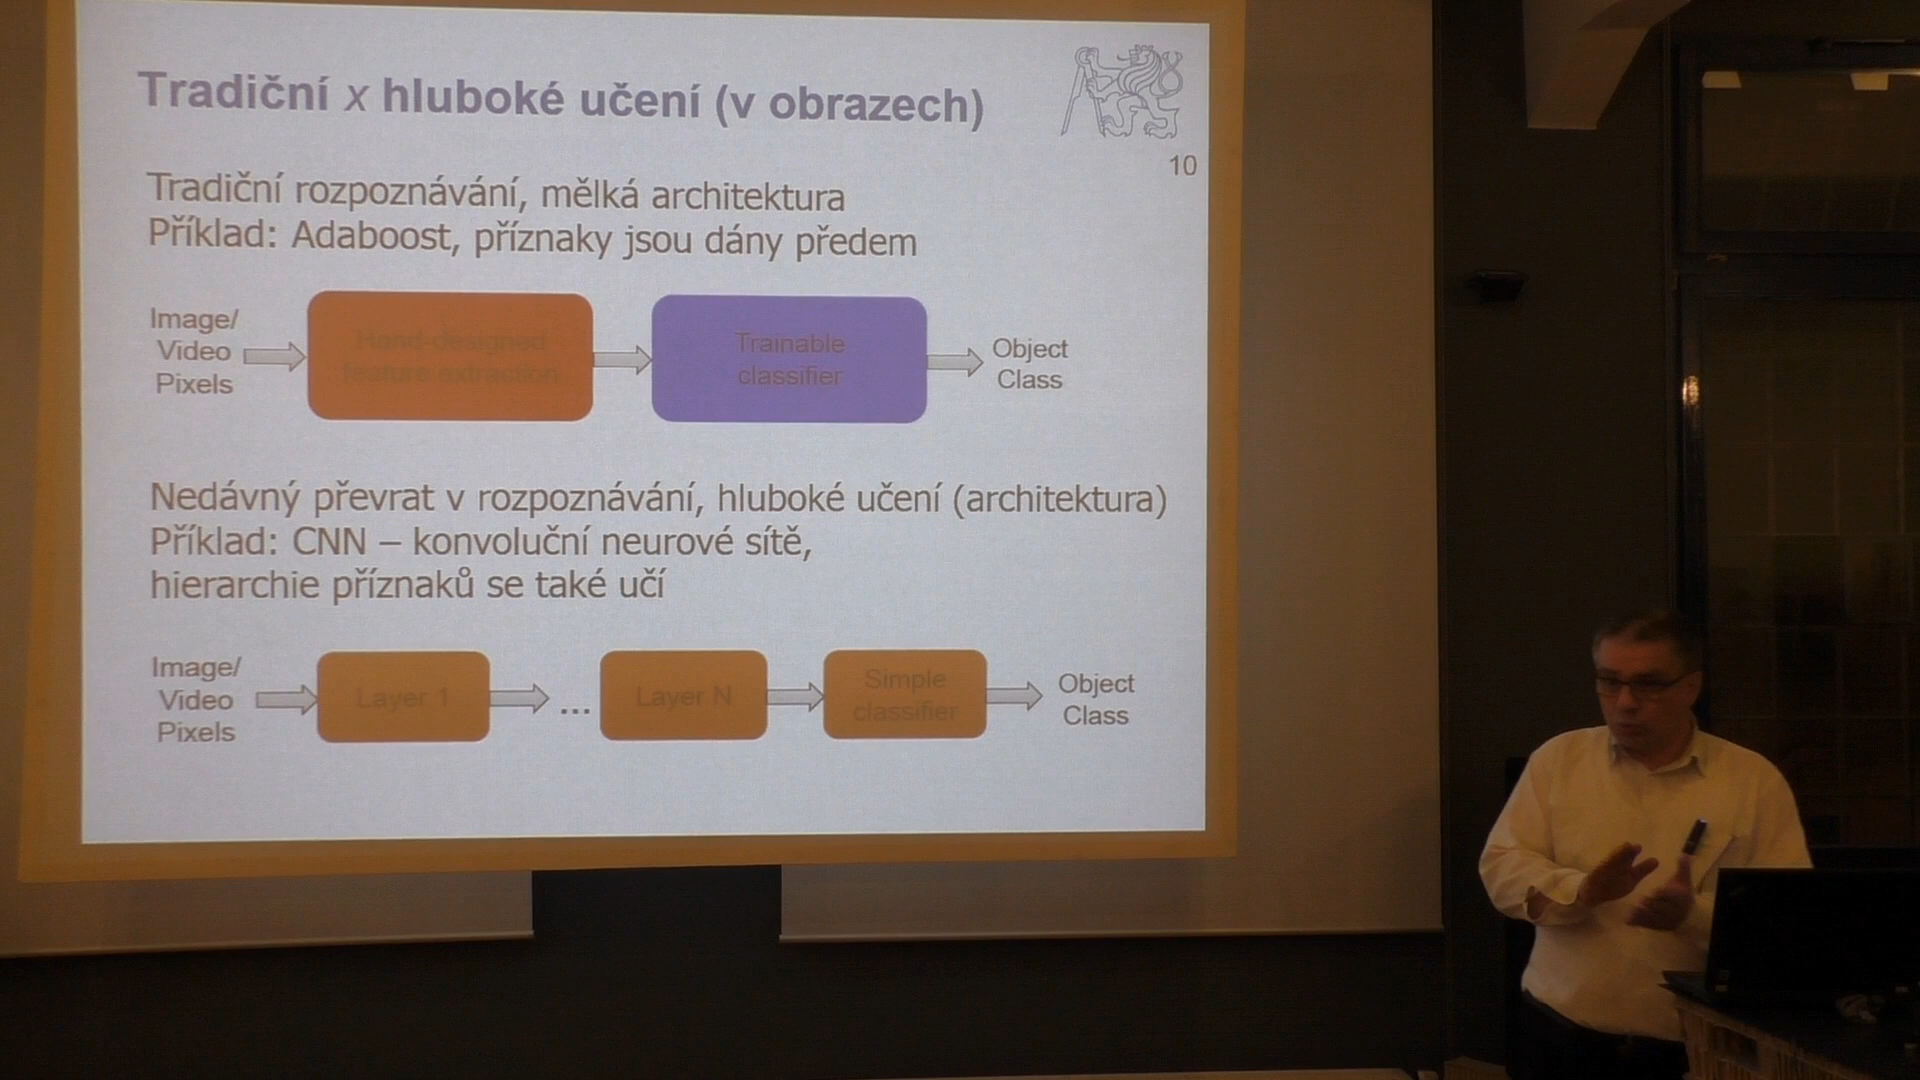 Tradiční x hluboké učení (v obrazech)
10
Tradiční rozpoznávání, mělká architektura
Příklad: Adaboost, příznaky jsou dány předem
Image/
Video
Pixels
Hand-designed
feature extraction
Trainable
classifier
Object
Class
Nedávný převrat v rozpoznávání, hluboké učení (architektura)
Příklad: CNN – konvoluční neurové sítě,
hierarchie příznaků se také učí
Image/
Video
Pixels
Layer 1
...
Layer N
Simple
classifier
Object
Class